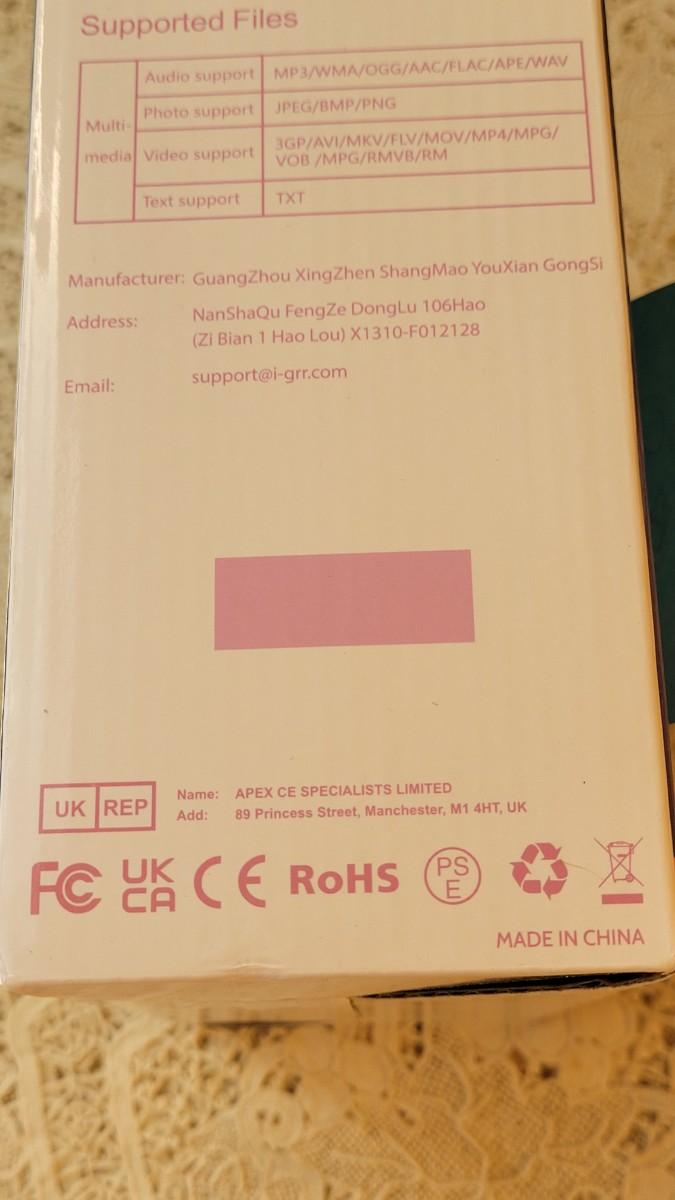 Supported Files
Multi-media
Audio support MP3/WMA/OGG/AAC/FLAC/APE/WAV
Photo support JPEG/BMP/PNG
Video support 3GP/AVI/MKV/FLV/MOV/MP4/MPG/
VOB /MPG/RMVB/RM
Text support TXT
Manufacturer: GuangZhou XingZhen ShangMao YouXian GongSi
Address: NanShaQu FengZe DongLu 106Hao
(Zi Bian 1 Hao Lou) X1310-F012128
Email: support@i-grr.com
UK REP
Name: APEX CE SPECIALISTS LIMITED
Add: 89 Princess Street, Manchester, M1 4HT, UK
FC UK CA CE RoHS PS E
MADE IN CHINA